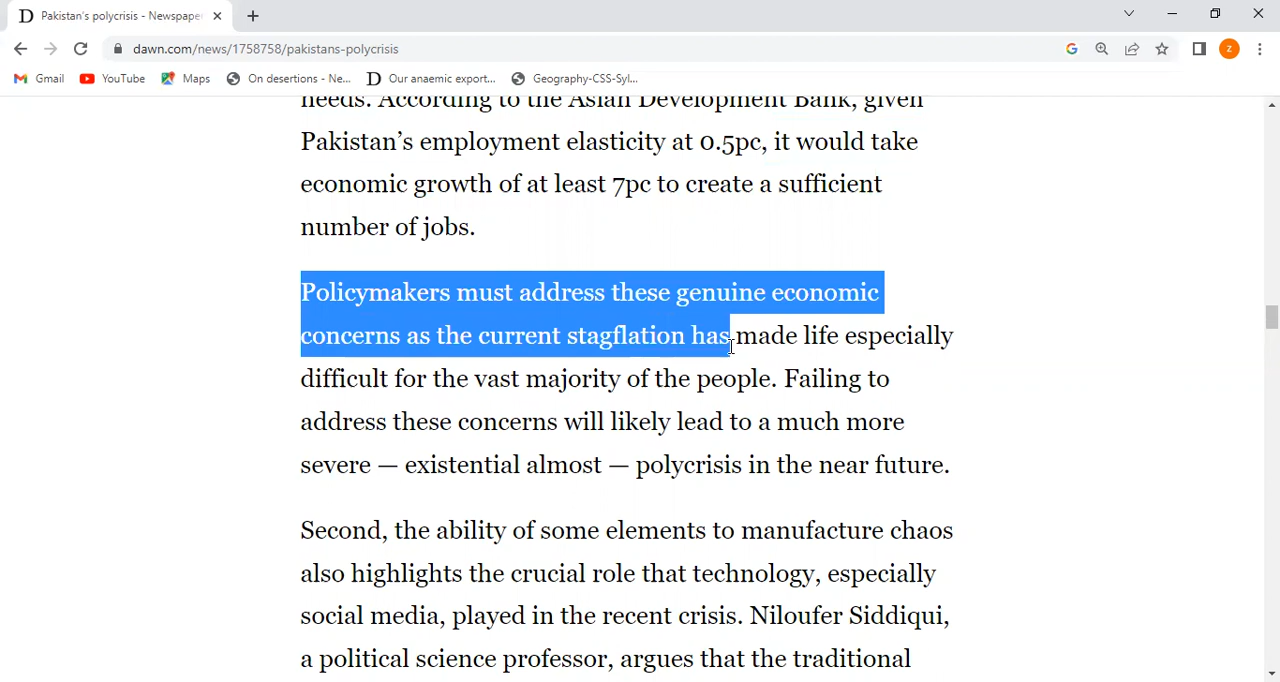 Pakistan's polycrisis - Newspape
dawn.com/news/1758758/pakistans-polycrisis
Z
Gmail
YouTube
Maps
On desertions - Ne...
Our anaemic export...
Geography-CSS-Syl...
needs. According to the Asian Development Bank, given
Pakistan's employment elasticity at 0.5pc, it would take
economic growth of at least 7pc to create a sufficient
number of jobs.
Policymakers must address these genuine economic
concerns as the current stagflation has made life especially
difficult for the vast majority of the people. Failing to
address these concerns will likely lead to a much more
severe — existential almost — polycrisis in the near future.
Second, the ability of some elements to manufacture chaos
also highlights the crucial role that technology, especially
social media, played in the recent crisis. Niloufer Siddiqui,
a political science professor, argues that the traditional